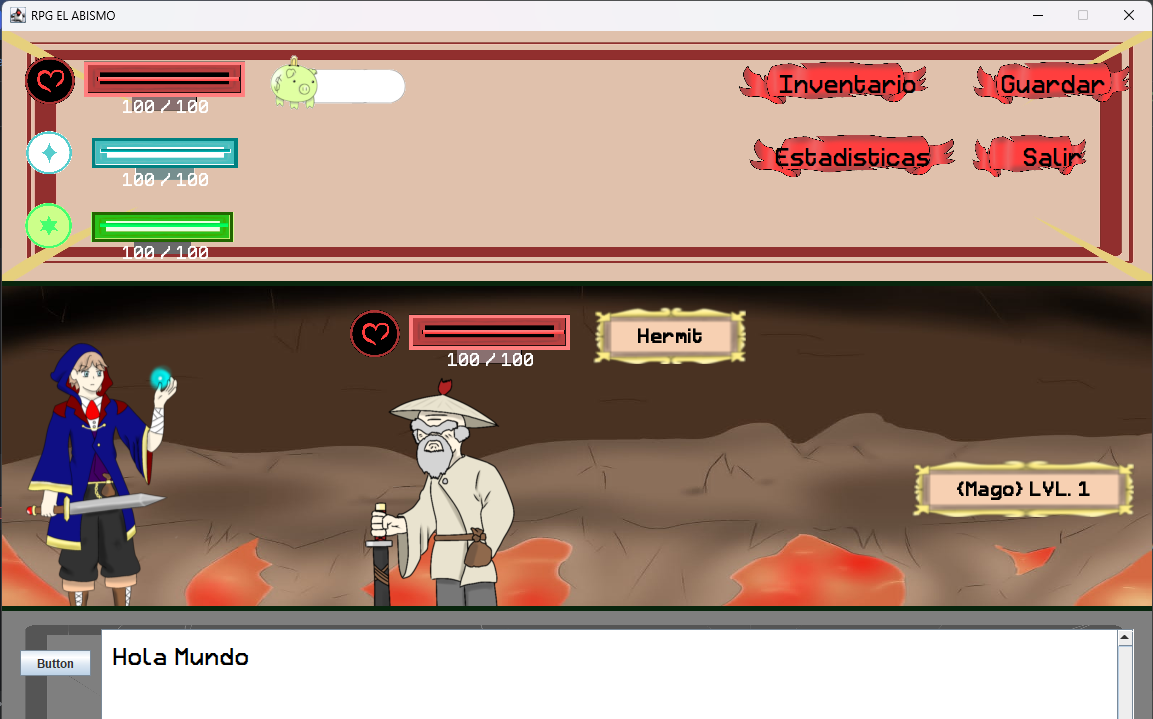 RPG EL ABISMO
Inventario
Guardar
100 / 100
Estadisticas
Salir
100 / 100
100 / 100
Hermit
100 / 100
{Mago} LVL. 1
Button
Hola Mundo